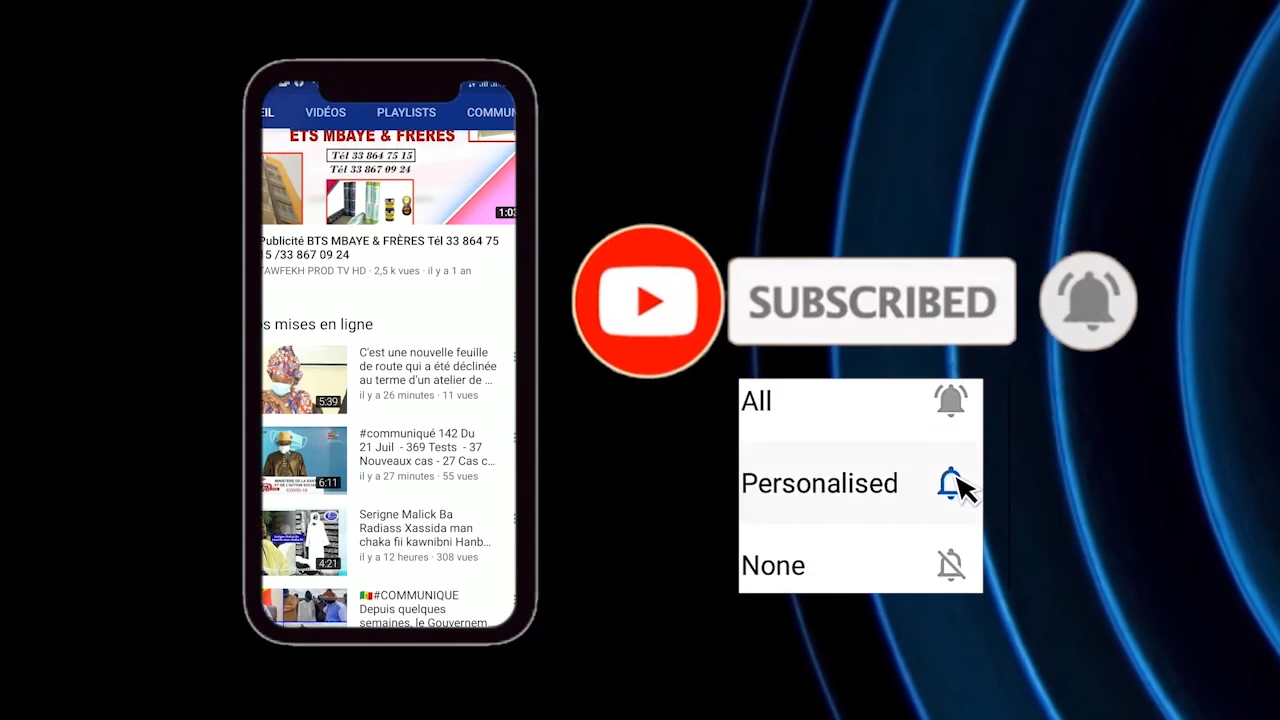 EIL VIDÉOS PLAYLISTS COMMUN
ETS MBAYE & FRERES
Tél 33 864 75 15
Tél 33 867 09 24
1:03
Publicité BTS MBAYE & FRÈRES Tél 33 864 75
15 /33 867 09 24
TAWFEKH PROD TV HD · 2,5 k vues · il y a 1 an
s mises en ligne
C'est une nouvelle feuille
de route qui a été déclinée
au terme d'un atelier de ...
il y a 26 minutes · 11 vues
5:39
#communiqué 142 Du
21 Juil - 369 Tests - 37
Nouveaux cas - 27 Cas c...
il y a 27 minutes · 55 vues
6:11
COVID-19
Serigne Malick Ba
Radiass Xassida man
chaka fii kawnibni Hanb...
il y a 12 heures · 308 vues
4:21
#COMMUNIQUE
Depuis quelques
semaines, le Gouvernem...
SUBSCRIBED
All
Personalised
None